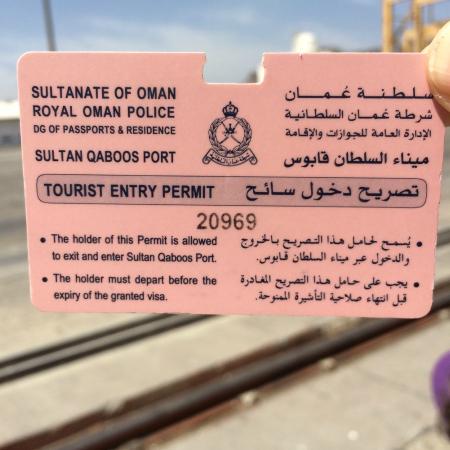 SULTANATE OF OMAN
ROYAL OMAN POLICE
DG OF PASSPORTS & RESIDENCE
SULTAN QABOOS PORT
سلطنة عمان
شرطة عمان السلطانية
الإدارة العامة للجوازات والإقامة
ميناء السلطان قابوس
TOURIST ENTRY PERMIT تصريح دخول سائح
20969
• The holder of this Permit is allowed
to exit and enter Sultan Qaboos Port.
• The holder must depart before the
expiry of the granted visa.
• يُسمح لحامل هذا التصريح بالخروج
والدخول عبر ميناء السلطان قابوس.
• يجب على حامل هذا التصريح المغادرة
قبل انتهاء صلاحية التأشيرة الممنوحة.